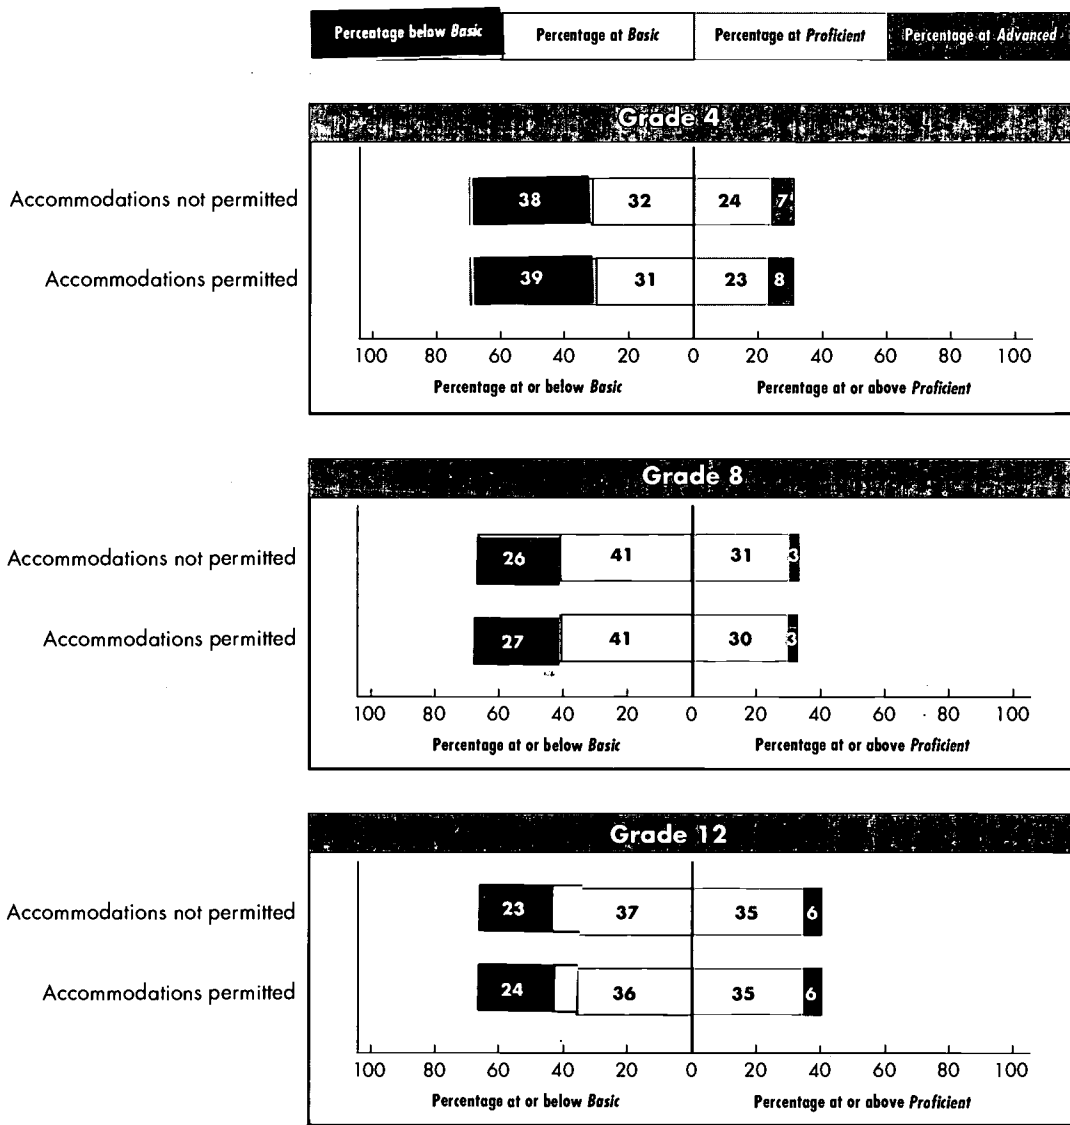 Percentage below Basic Percentage at Basic Percentage at Proficient Percentage at Advanced
Grade 4
Accommodations not permitted 38 32 24 7
Accommodations permitted 39 31 23 8
100 80 60 40 20 0 20 40 60 80 100
Percentage at or below Basic Percentage at or above Proficient
Grade 8
Accommodations not permitted 26 41 31 3
Accommodations permitted 27 41 30 3
100 80 60 40 20 0 20 40 60 80 100
Percentage at or below Basic Percentage at or above Proficient
Grade 12
Accommodations not permitted 23 37 35 6
Accommodations permitted 24 36 35 6
100 80 60 40 20 0 20 40 60 80 100
Percentage at or below Basic Percentage at or above Proficient